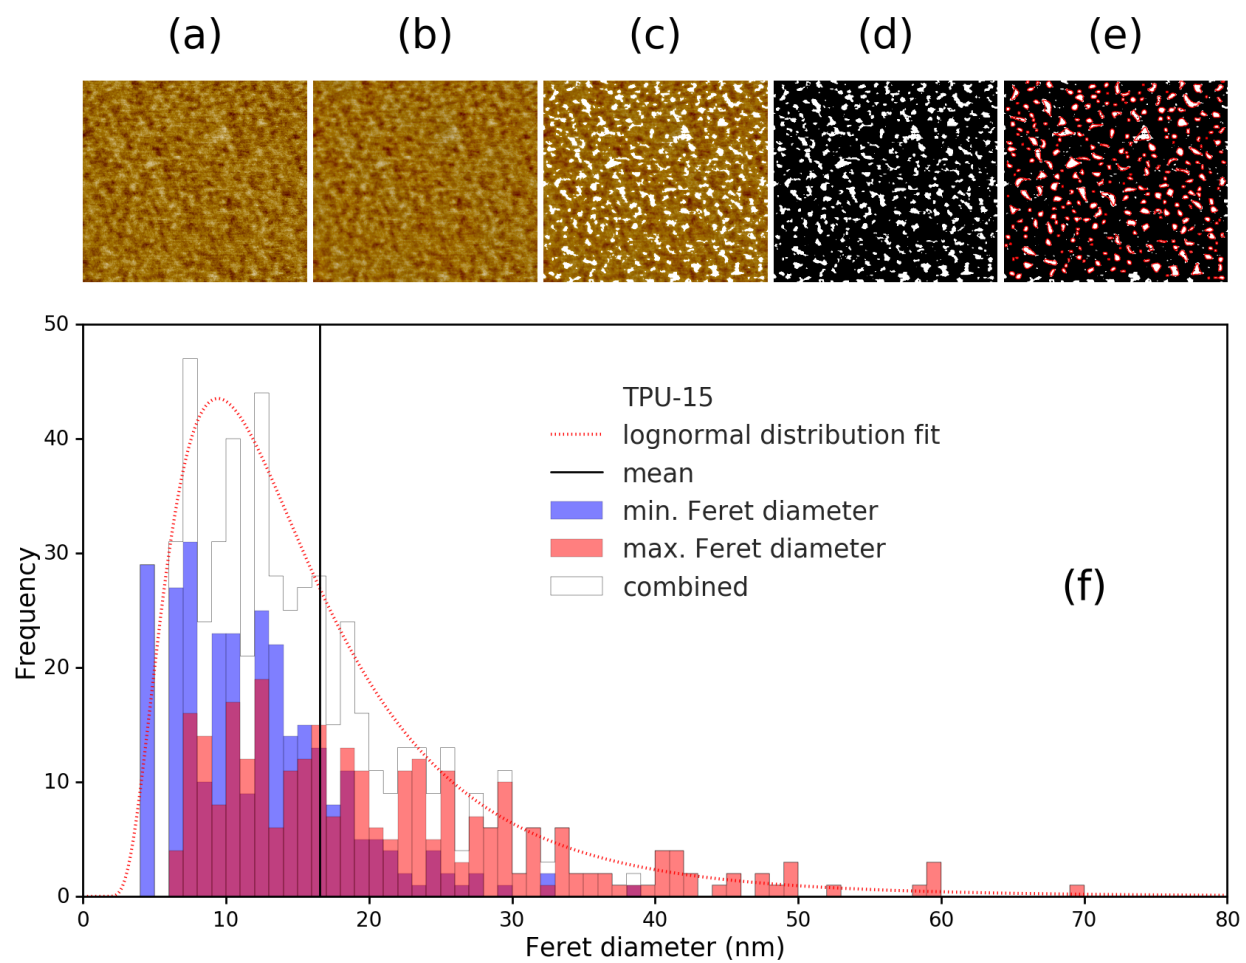 (a) (b) (c) (d) (e)
50
40
30
20
10
0
Frequency
TPU-15
lognormal distribution fit
mean
min. Feret diameter
max. Feret diameter
combined
(f)
0 10 20 30 40 50 60 70 80
Feret diameter (nm)